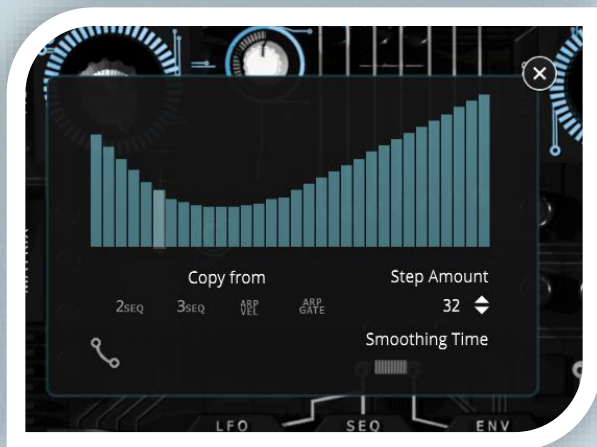 Copy from
Step Amount
2SEQ
3SEQ
ARP
VEL
ARP
GATE
32
Smoothing Time
LFO
SEQ
ENV